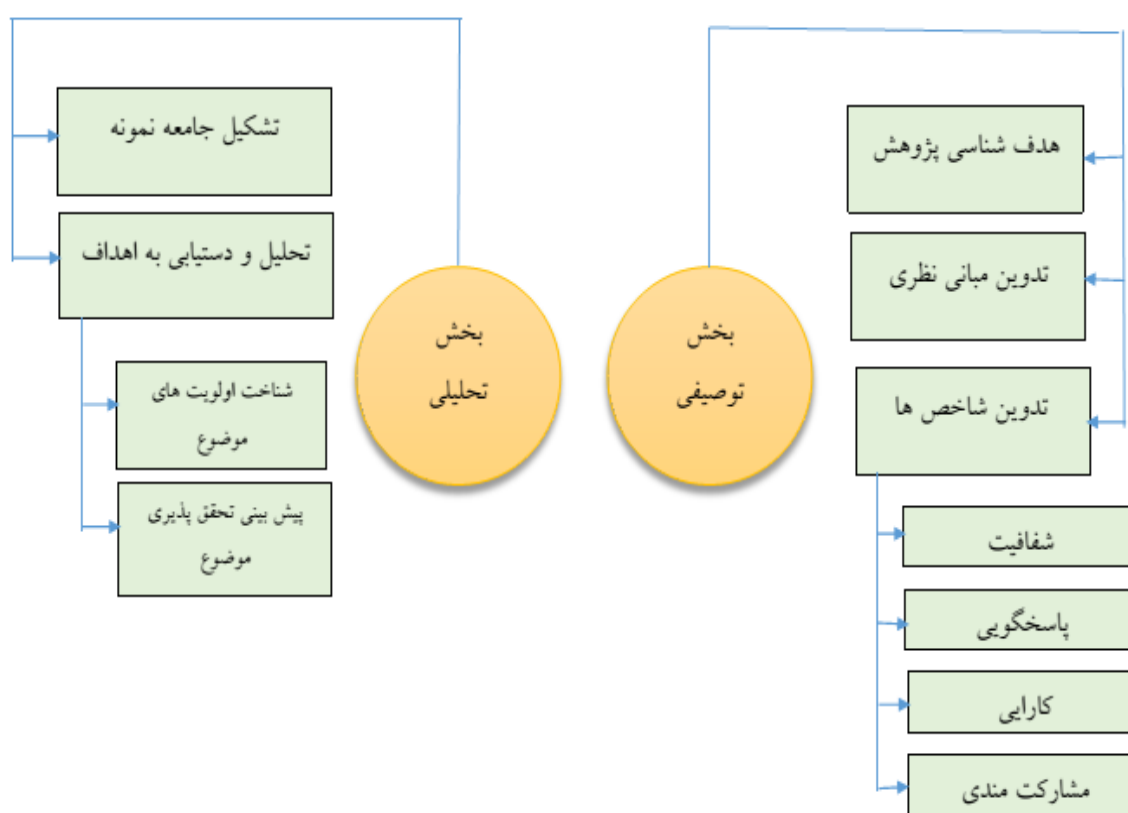 هدف شناسی پژوهش
تدوین مبانی نظری
تدوین شاخص ها
شفافیت
پاسخگویی
کارایی
مشارکت مندی
بخش
توصیفی
بخش
تحلیلی
تشکیل جامعه نمونه
تحلیل و دستیابی به اهداف
شناخت اولویت های
موضوع
پیش بینی تحقق پذیری
موضوع